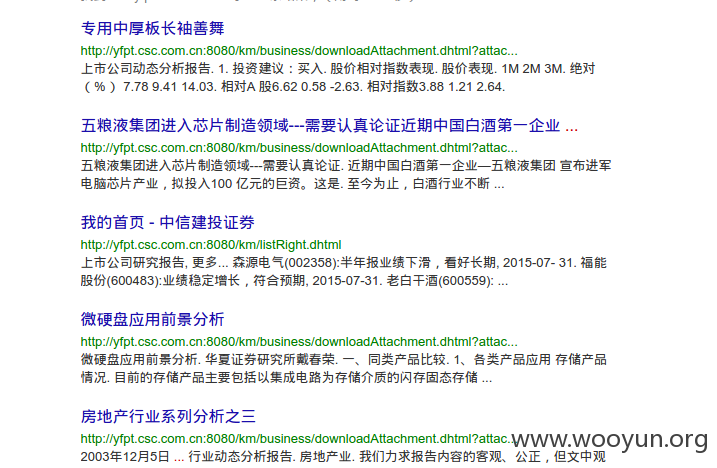 专用中厚板长袖善舞
http://yfpt.csc.com.cn:8080/km/business/downloadAttachment.dhtml?attac...
上市公司动态分析报告. 1. 投资建议：买入. 股价相对指数表现. 股价表现. 1M 2M 3M. 绝对
（%） 7.78 9.41 14.03. 相对A 股6.62 0.58 -2.63. 相对指数3.88 1.21 2.64.
五粮液集团进入芯片制造领域---需要认真论证近期中国白酒第一企业 ...
http://yfpt.csc.com.cn:8080/km/business/downloadAttachment.dhtml?attac...
五粮液集团进入芯片制造领域---需要认真论证. 近期中国白酒第一企业—五粮液集团 宣布进军
电脑芯片产业，拟投入100 亿元的巨资。这是. 至今为止，白酒行业不断 ...
我的首页 - 中信建投证券
http://yfpt.csc.com.cn:8080/km/listRight.dhtml
上市公司研究报告, 更多... 森源电气(002358):半年报业绩下滑，看好长期, 2015-07- 31. 福能
股份(600483):业绩稳定增长，符合预期, 2015-07-31. 老白干酒(600559): ...
微硬盘应用前景分析
http://yfpt.csc.com.cn:8080/km/business/downloadAttachment.dhtml?attac...
微硬盘应用前景分析. 华夏证券研究所戴春荣. 一、同类产品比较. 1、各类产品应用 存储产品
情况. 目前的存储产品主要包括以集成电路为存储介质的闪存固态存储 ...
房地产行业系列分析之三
http://yfpt.csc.com.cn:8080/km/business/downloadAttachment.dhtml?attac...
2003年12月5日 ... 行业动态分析报告. 房地产业. 我们力求报告内容的客观、公正，但文中观
www.wooyun.org